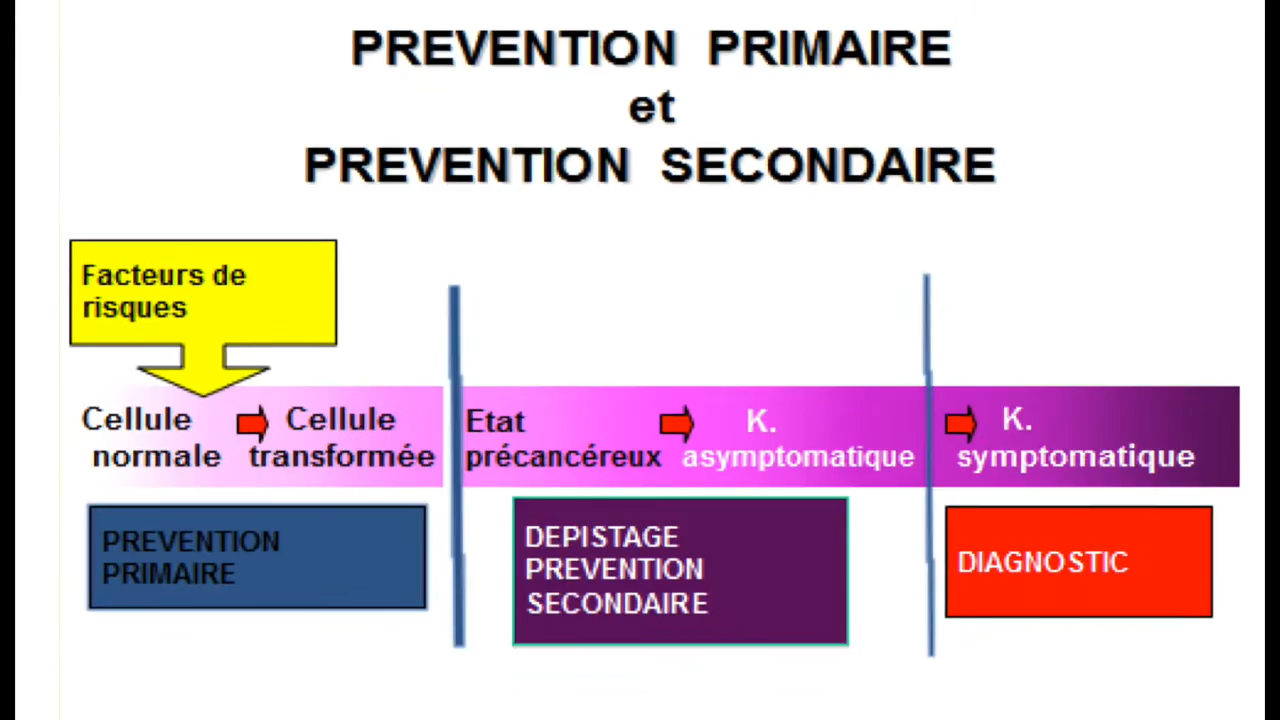 PREVENTION PRIMAIRE
et
PREVENTION SECONDAIRE
Facteurs de
risques
Cellule
normale
Cellule
transformée
Etat
précancéreux
K.
asymptomatique
K.
symptomatique
PREVENTION
PRIMAIRE
DEPISTAGE
PREVENTION
SECONDAIRE
DIAGNOSTIC